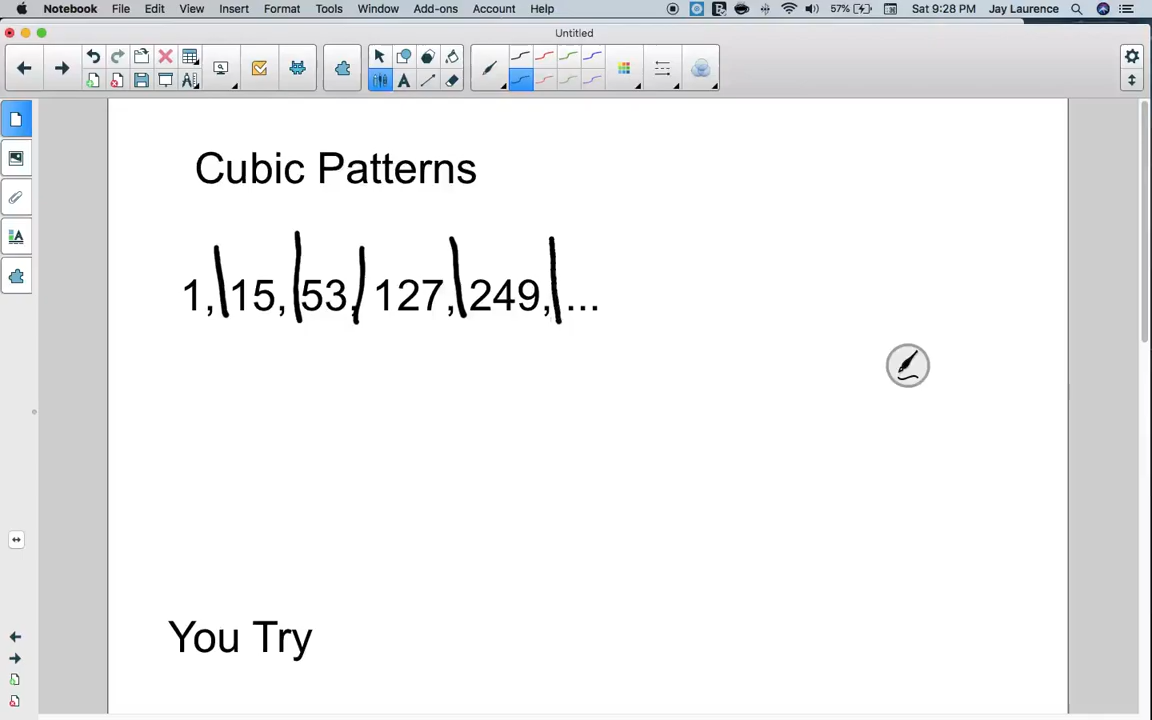 Notebook File Edit View Insert Format Tools Window Add-ons Account Help 57% Sat 9:28 PM Jay Laurence
Untitled
Cubic Patterns
1, 15, 53, 127, 249, ...
You Try